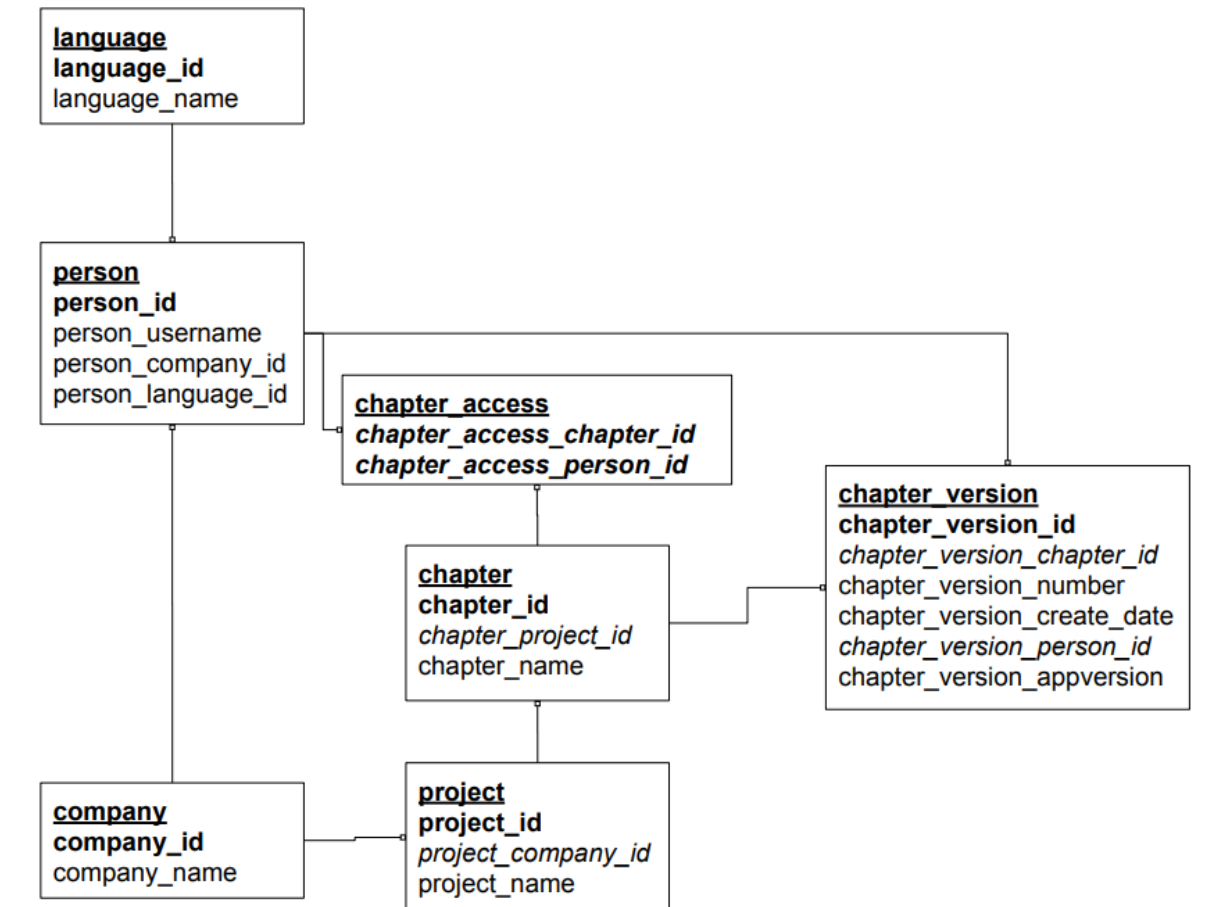 language
language_id
language_name
person
person_id
person_username
person_company_id
person_language_id
chapter_access
chapter_access_chapter_id
chapter_access_person_id
chapter_version
chapter_version_id
chapter_version_chapter_id
chapter_version_number
chapter_version_create_date
chapter_version_person_id
chapter_version_appversion
chapter
chapter_id
chapter_project_id
chapter_name
company
company_id
company_name
project
project_id
project_company_id
project_name